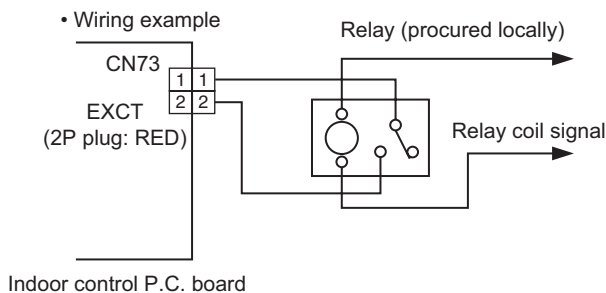 • Wiring example
Relay (procured locally)
CN73
1 1
2 2
EXCT
(2P plug: RED)
Relay coil signal
Indoor control P.C. board